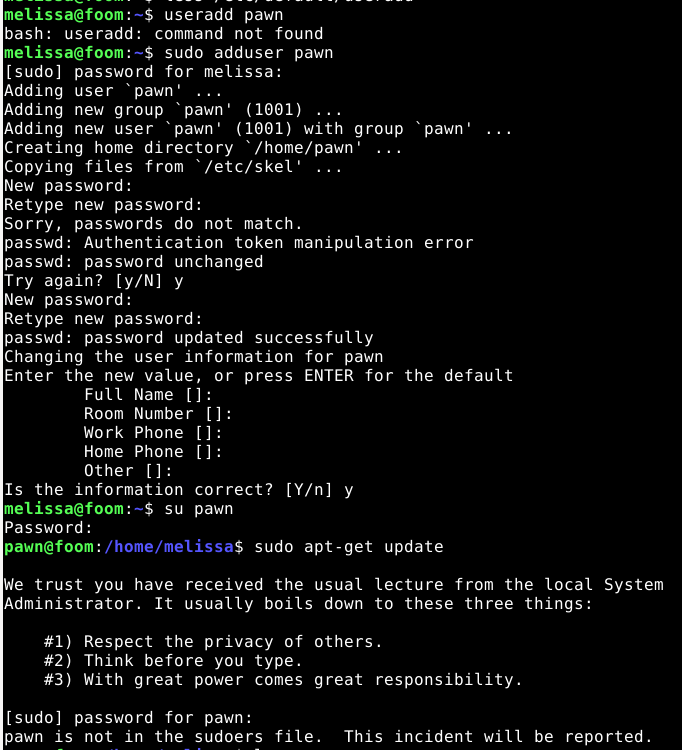 melissa@foom:~$ useradd pawn
bash: useradd: command not found
melissa@foom:~$ sudo adduser pawn
[sudo] password for melissa:
Adding user `pawn' ...
Adding new group `pawn' (1001) ...
Adding new user `pawn' (1001) with group `pawn' ...
Creating home directory `/home/pawn' ...
Copying files from `/etc/skel' ...
New password:
Retype new password:
Sorry, passwords do not match.
passwd: Authentication token manipulation error
passwd: password unchanged
Try again? [y/N] y
New password:
Retype new password:
passwd: password updated successfully
Changing the user information for pawn
Enter the new value, or press ENTER for the default
        Full Name []:
        Room Number []:
        Work Phone []:
        Home Phone []:
        Other []:
Is the information correct? [Y/n] y
melissa@foom:~$ su pawn
Password:
pawn@foom:/home/melissa$ sudo apt-get update

We trust you have received the usual lecture from the local System
Administrator. It usually boils down to these three things:

    #1) Respect the privacy of others.
    #2) Think before you type.
    #3) With great power comes great responsibility.

[sudo] password for pawn:
pawn is not in the sudoers file.  This incident will be reported.